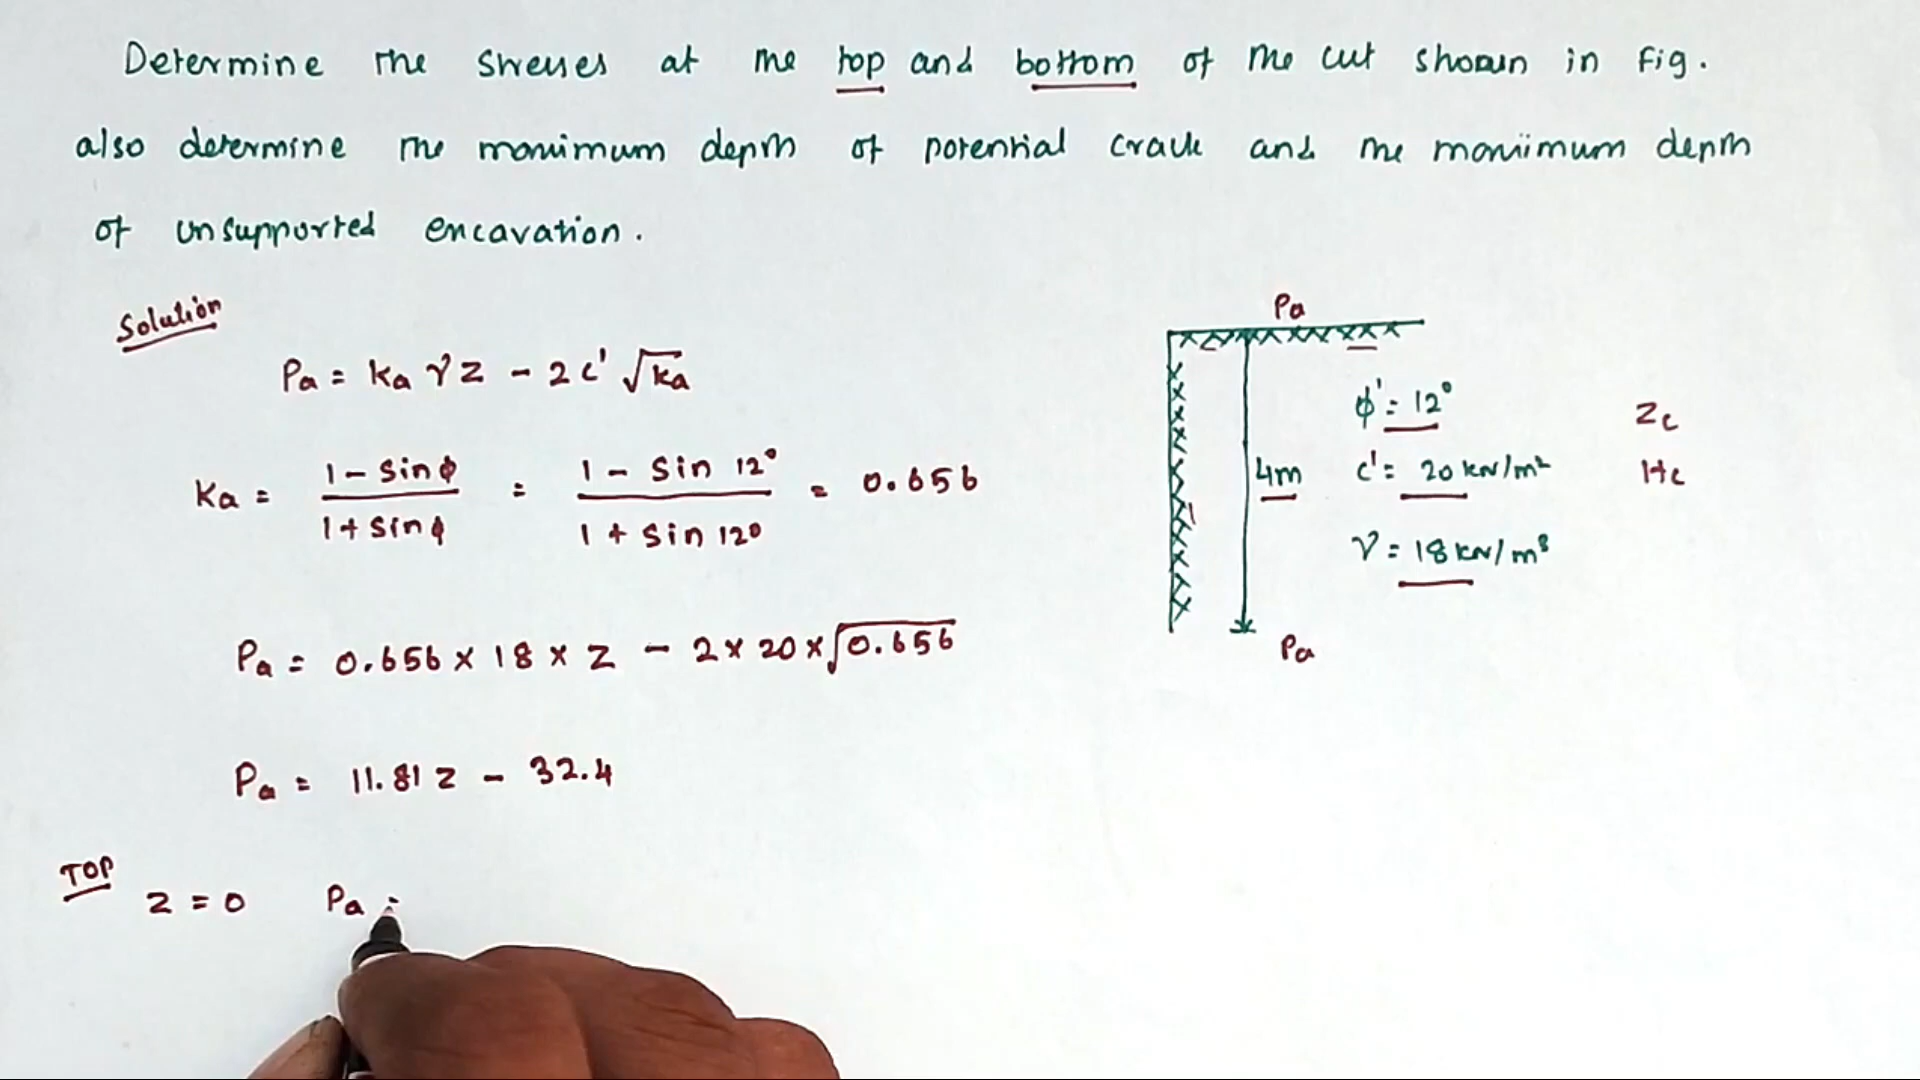 Determine the stresses at the top and bottom of the cut shown in Fig.
also determine the maximum depth of potential crack and the maximum depth
of unsupported excavation.
Solution
Pa = ka γ z - 2 c' √ka
Ka = (1 - sin φ) / (1 + sin φ) = (1 - sin 12°) / (1 + sin 12°) = 0.656
Pa = 0.656 × 18 × z - 2 × 20 × √0.656
Pa = 11.81 z - 32.4
TOP
z = 0 Pa =
Pa
φ' = 12°
4m
c' = 20 kN/m²
γ = 18 kN/m³
Pa
Zc
Hc